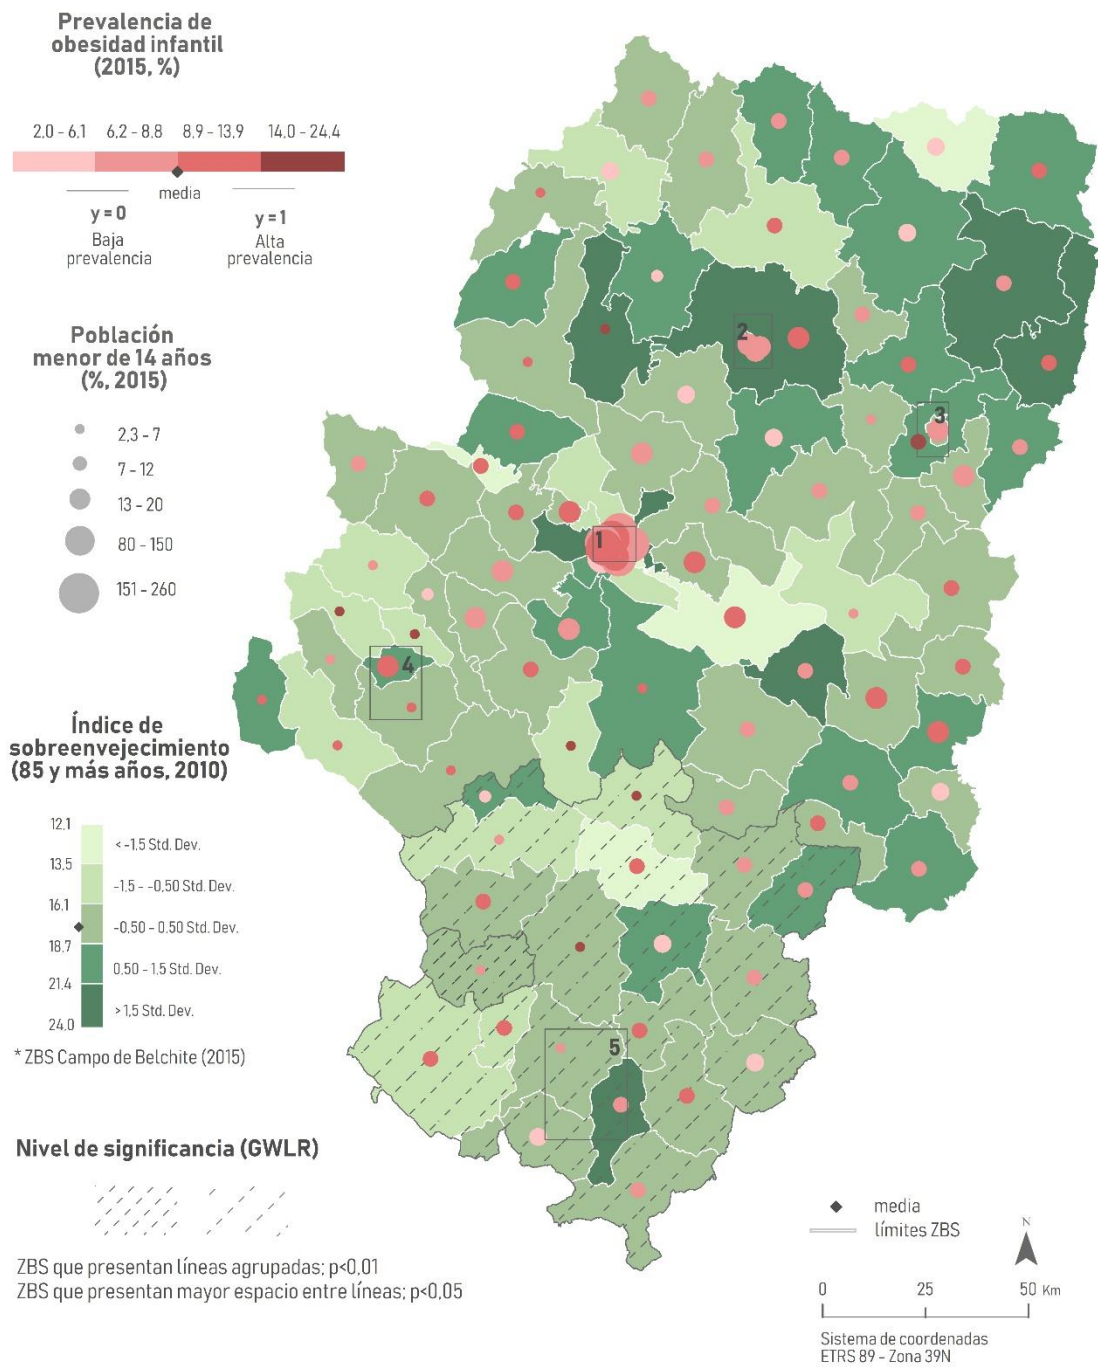 Prevalencia de
obesidad infantil
(2015, %)
2,0 - 6,1 6,2 - 8,8 8,9 - 13,9 14,0 - 24,4
media
y = 0 y = 1
Baja Alta
prevalencia prevalencia
Población
menor de 14 años
(%, 2015)
2,3 - 7
7 - 12
13 - 20
80 - 150
151 - 260
Índice de
sobreenvejecimiento
(85 y más años, 2010)
12.1
< -1.5 Std. Dev.
13.5
-1.5 - -0,50 Std. Dev.
16.1
-0,50 - 0.50 Std. Dev.
18.7
0,50 - 1.5 Std. Dev.
21.4
> 1,5 Std. Dev.
24.0
* ZBS Campo de Belchite (2015)
Nivel de significancia (GWLR)
ZBS que presentan líneas agrupadas; p<0,01
ZBS que presentan mayor espacio entre líneas; p<0,05
2
3
1
4
5
media
límites ZBS
N
0 25 50 Km
Sistema de coordenadas
ETRS 89 - Zona 39N